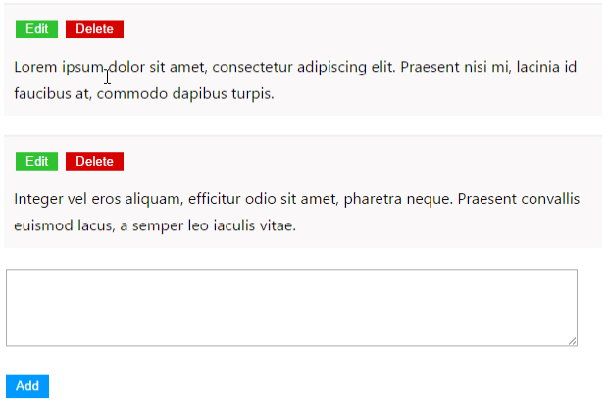 Edit Delete
Lorem ipsum dolor sit amet, consectetur adipiscing elit. Praesent nisi mi, lacinia id
faucibus at, commodo dapibus turpis.
Edit Delete
Integer vel eros aliquam, efficitur odio sit amet, pharetra neque. Praesent convallis
euismod lacus, a semper leo iaculis vitae.
Add